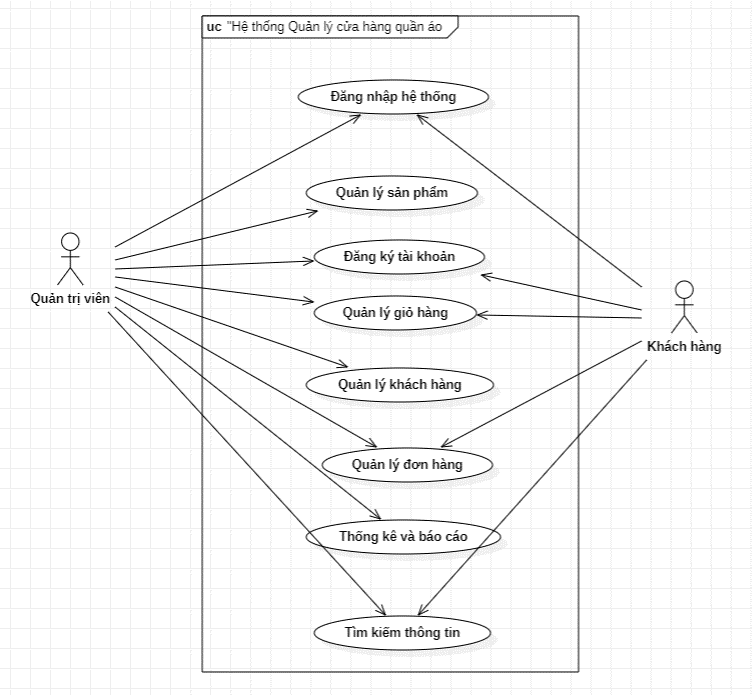 uc "Hệ thống Quản lý cửa hàng quần áo
Đăng nhập hệ thống
Quản lý sản phẩm
Đăng ký tài khoản
Quản trị viên
Quản lý giỏ hàng
Khách hàng
Quản lý khách hàng
Quản lý đơn hàng
Thống kê và báo cáo
Tìm kiếm thông tin